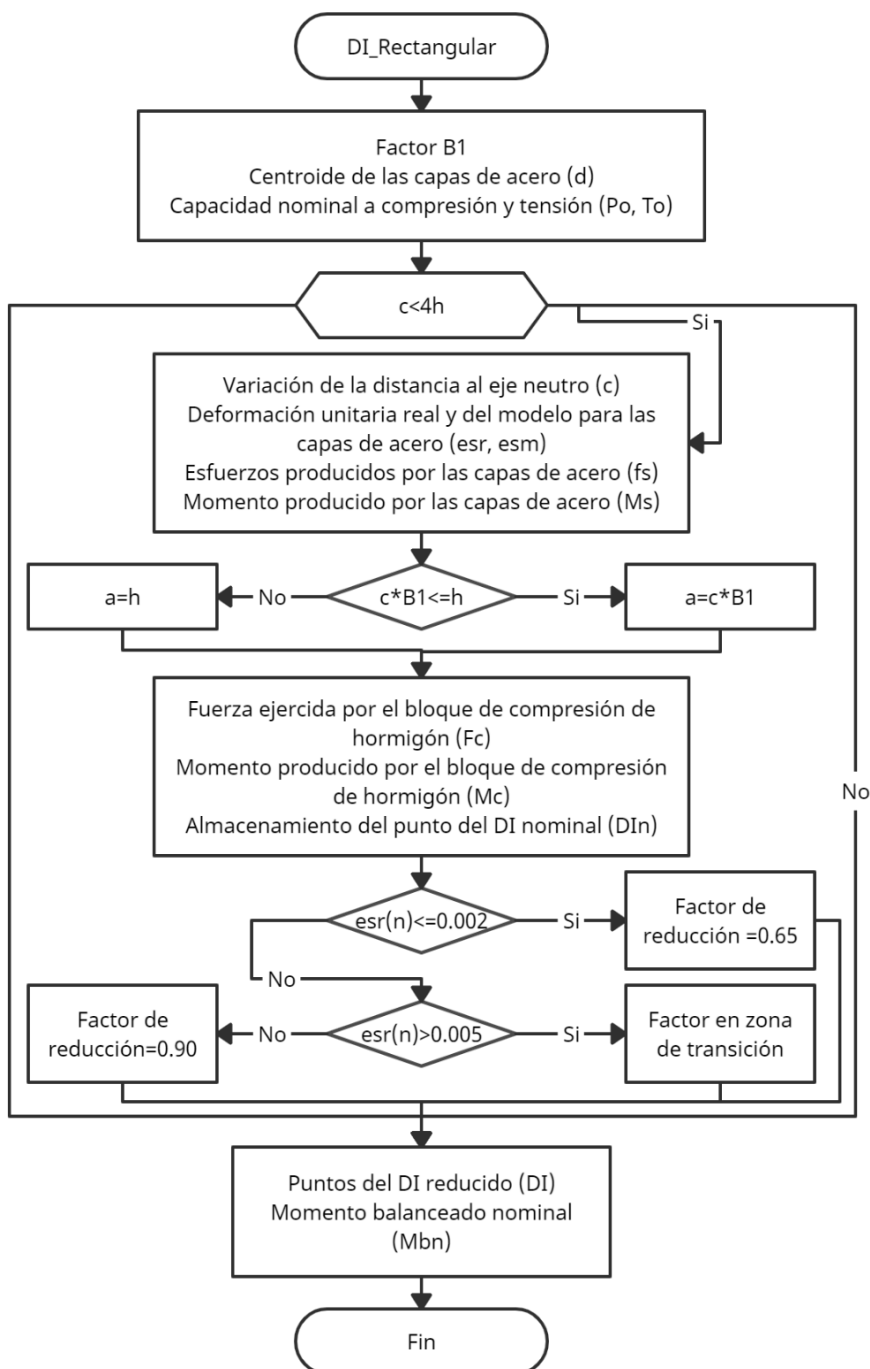 DI_Rectangular
Factor B1
Centroide de las capas de acero (d)
Capacidad nominal a compresión y tensión (Po, To)
c<4h
Si
Variación de la distancia al eje neutro (c)
Deformación unitaria real y del modelo para las
capas de acero (esr, esm)
Esfuerzos producidos por las capas de acero (fs)
Momento producido por las capas de acero (Ms)
a=h
No
c*B1<=h
Si
a=c*B1
Fuerza ejercida por el bloque de compresión de
hormigón (Fc)
Momento producido por el bloque de compresión
de hormigón (Mc)
Almacenamiento del punto del DI nominal (DIn)
No
esr(n)<=0.002
Si
Factor de
reducción =0.65
No
Factor de
reducción=0.90
No
esr(n)>0.005
Si
Factor en zona
de transición
Puntos del DI reducido (DI)
Momento balanceado nominal
(Mbn)
Fin